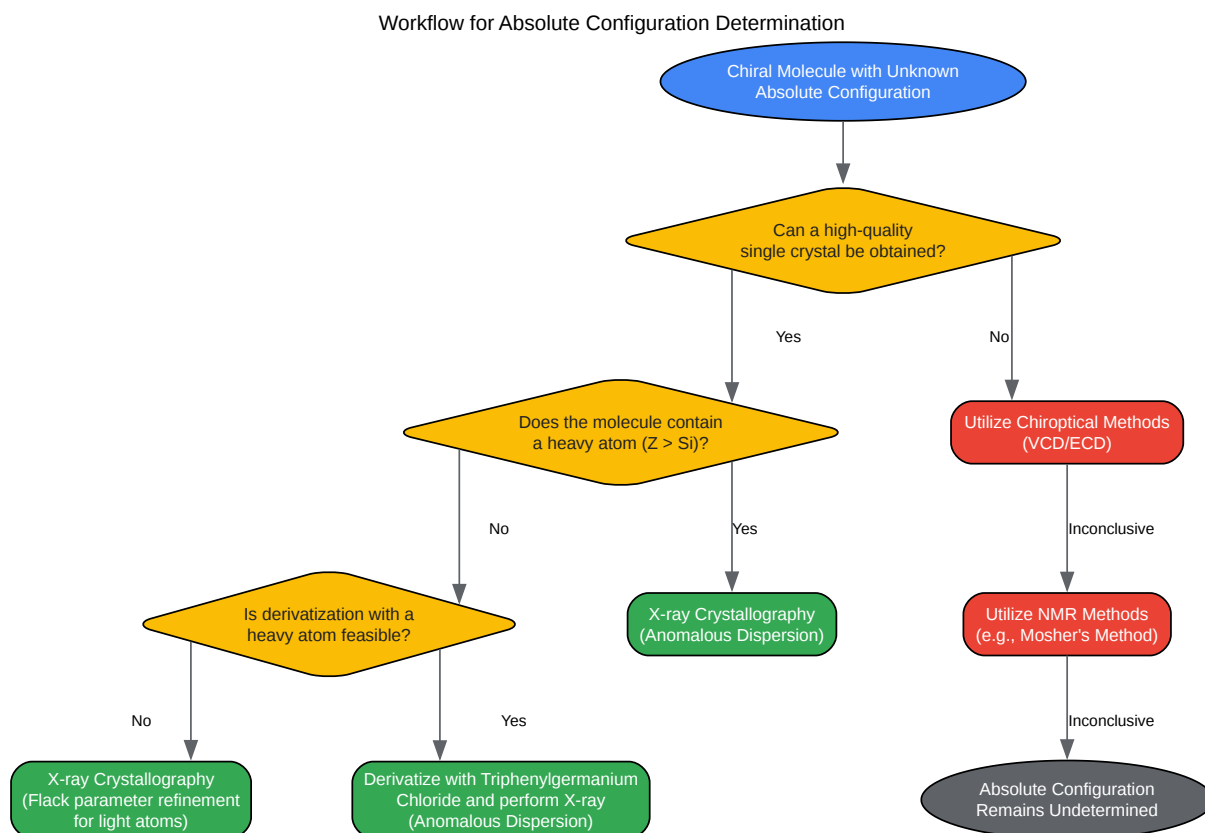 Workflow for Absolute Configuration Determination
Chiral Molecule with Unknown
Absolute Configuration
Can a high-quality
single crystal be obtained?
Yes
No
Does the molecule contain
a heavy atom (Z > Si)?
Utilize Chiroptical Methods
(VCD/ECD)
No
Yes
Inconclusive
Is derivatization with a
heavy atom feasible?
X-ray Crystallography
(Anomalous Dispersion)
Utilize NMR Methods
(e.g., Mosher's Method)
No
Yes
Inconclusive
X-ray Crystallography
(Flack parameter refinement
for light atoms)
Derivatize with Triphenylgermanium
Chloride and perform X-ray
(Anomalous Dispersion)
Absolute Configuration
Remains Undetermined